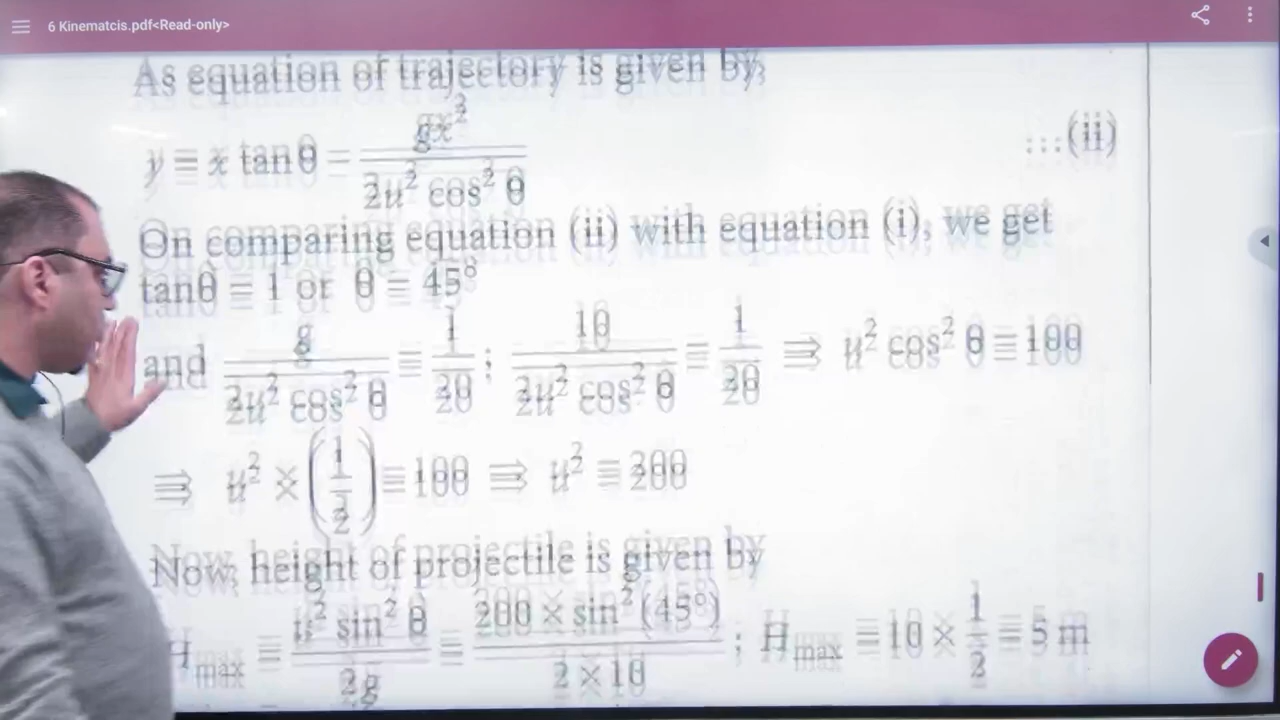 6 Kinematcis.pdf<Read-only>
As equation of trajectory is given by,
y = x tan θ − gx² / 2u² cos² θ ...(ii)
On comparing equation (ii) with equation (i), we get
tanθ = 1 or θ = 45°
and g / 2u² cos² θ = 1 / 20 ; 10 / 2u² cos² θ = 1 / 20 ⇒ u² cos² θ = 100
⇒ u² × (1 / 2) = 100 ⇒ u² = 200
Now, height of projectile is given by
H max = u² sin² θ / 2g = 200 × sin² (45°) / 2 × 10 ; H max = 10 × 1 / 2 = 5 m